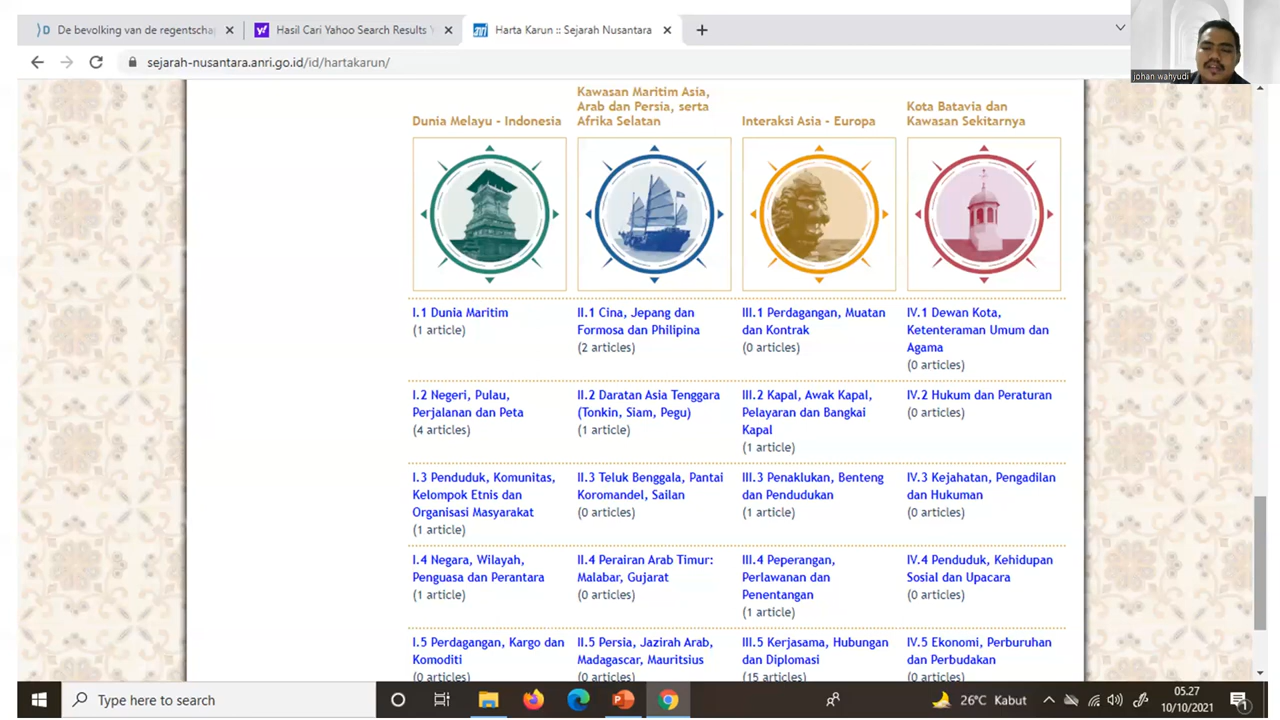 De bevolking van de regentscha
Hasil Cari Yahoo Search Results Y
Harta Karun :: Sejarah Nusantara
sejarah-nusantara.anri.go.id/id/hartakarun/
johan wahyudi
Dunia Melayu - Indonesia
Kawasan Maritim Asia,
Arab dan Persia, serta
Afrika Selatan
Interaksi Asia - Europa
Kota Batavia dan
Kawasan Sekitarnya
I.1 Dunia Maritim
(1 article)
II.1 Cina, Jepang dan
Formosa dan Philipina
(2 articles)
III.1 Perdagangan, Muatan
dan Kontrak
(0 articles)
IV.1 Dewan Kota,
Ketenteraman Umum dan
Agama
(0 articles)
I.2 Negeri, Pulau,
Perjalanan dan Peta
(4 articles)
II.2 Daratan Asia Tenggara
(Tonkin, Siam, Pegu)
(1 article)
III.2 Kapal, Awak Kapal,
Pelayaran dan Bangkai
Kapal
(1 article)
IV.2 Hukum dan Peraturan
(0 articles)
I.3 Penduduk, Komunitas,
Kelompok Etnis dan
Organisasi Masyarakat
(1 article)
II.3 Teluk Benggala, Pantai
Koromandel, Sailan
(0 articles)
III.3 Penaklukan, Benteng
dan Pendudukan
(1 article)
IV.3 Kejahatan, Pengadilan
dan Hukuman
(0 articles)
I.4 Negara, Wilayah,
Penguasa dan Perantara
(1 article)
II.4 Perairan Arab Timur:
Malabar, Gujarat
(0 articles)
III.4 Peperangan,
Perlawanan dan
Penentangan
(1 article)
IV.4 Penduduk, Kehidupan
Sosial dan Upacara
(0 articles)
I.5 Perdagangan, Kargo dan
Komoditi
(0 articles)
II.5 Persia, Jazirah Arab,
Madagascar, Mauritsius
(0 articles)
III.5 Kerjasama, Hubungan
dan Diplomasi
(15 articles)
IV.5 Ekonomi, Perburuhan
dan Perbudakan
(0 articles)
Type here to search
26°C Kabut
05.27
10/10/2021